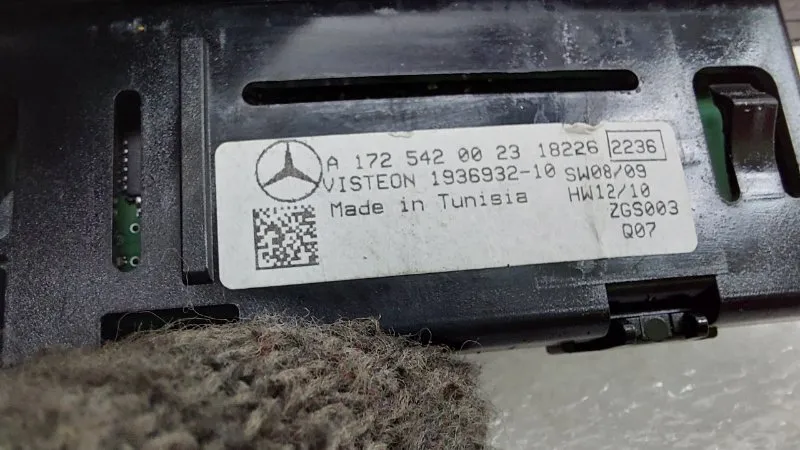 A 172 542 00 23 18226 2236
VISTEON 1936932-10 SW08/09
Made in Tunisia HW12/10
ZGS003
Q07